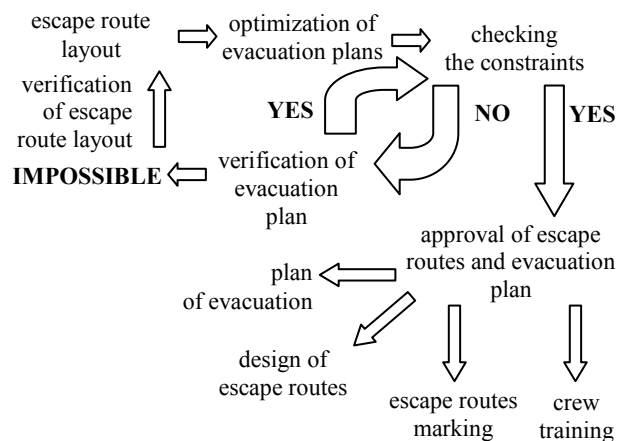 escape route
layout
optimization of
evacuation plans
checking
the constraints
verification
of escape
route layout
YES
NO
YES
IMPOSSIBLE
verification of
evacuation
plan
approval of escape
routes and evacuation
plan
plan
of evacuation
design of
escape routes
escape routes
marking
crew
training